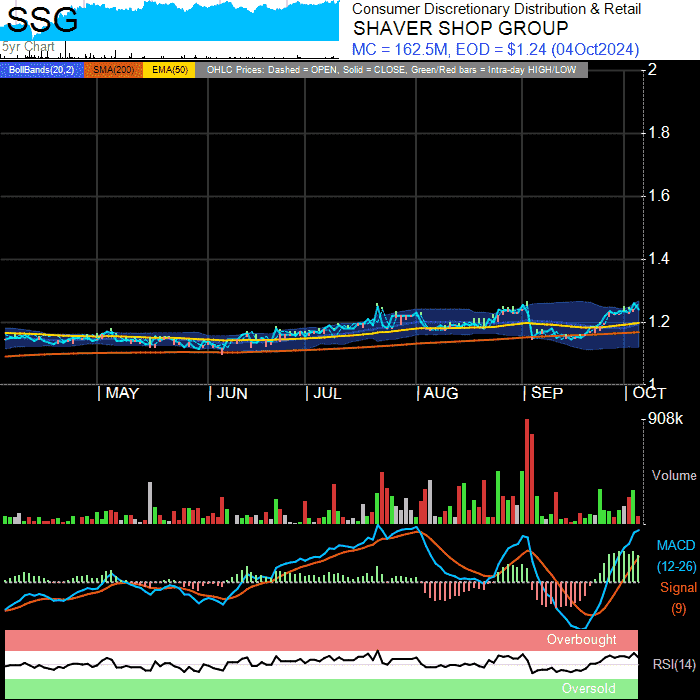 SSG
5yr Chart
Consumer Discretionary Distribution & Retail
SHAVER SHOP GROUP
MC = 162.5M, EOD = $1.24 (04Oct2024)
BollBands(20,2) SMA(200) EMA(50) OHLC Prices: Dashed = OPEN, Solid = CLOSE, Green/Red bars = Intra-day HIGH/LOW
2
1.8
1.6
1.4
1.2
1
| MAY | JUN | JUL | AUG | SEP | OCT
908k
Volume
MACD
(12-26)
Signal
(9)
Overbought
RSI(14)
Oversold